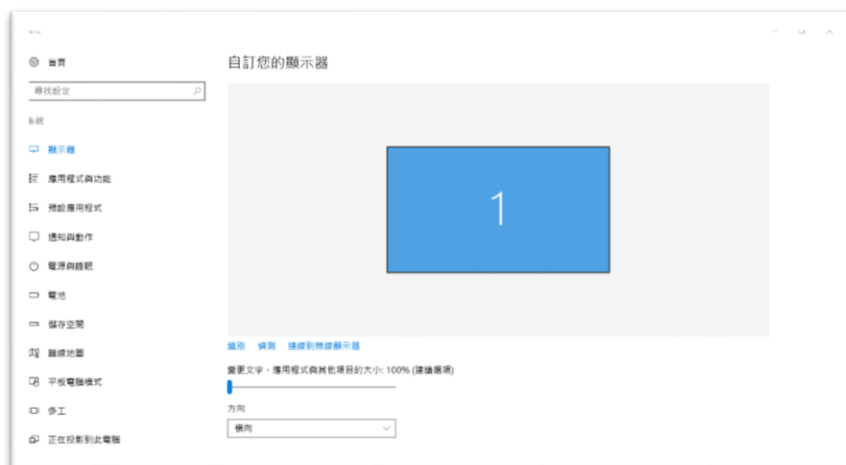 設定
首頁
自訂您的顯示器
尋找設定
系統
顯示器
應用程式與功能
預設應用程式
通知與動作
電源與睡眠
電池
儲存空間
離線地圖
平板電腦模式
多工
正在投影到此電腦
1
識別 偵測 連線到無線顯示器
變更文字、應用程式與其他項目的大小: 100% (建議選項)
方向
橫向